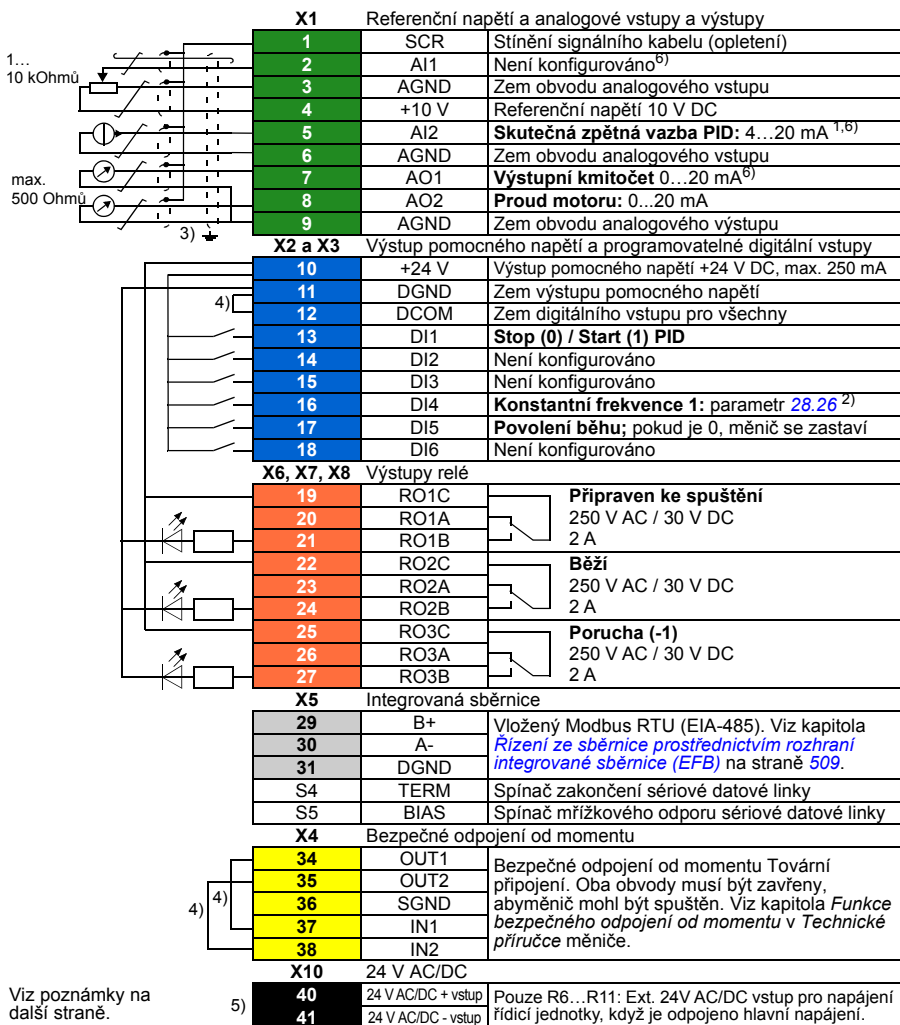 X1 Referenční napětí a analogové vstupy a výstupy
1 SCR Stínění signálního kabelu (opletení)
1…
10 kOhmů
2 AI1 Není konfigurováno6)
3 AGND Zem obvodu analogového vstupu
4 +10 V Referenční napětí 10 V DC
5 AI2 Skutečná zpětná vazba PID: 4…20 mA 1,6)
6 AGND Zem obvodu analogového vstupu
7 AO1 Výstupní kmitočet 0…20 mA6)
max.
500 Ohmů
8 AO2 Proud motoru: 0...20 mA
9 AGND Zem obvodu analogového výstupu
3)
X2 a X3 Výstup pomocného napětí a programovatelné digitální vstupy
10 +24 V Výstup pomocného napětí +24 V DC, max. 250 mA
11 DGND Zem výstupu pomocného napětí
4)
12 DCOM Zem digitálního vstupu pro všechny
13 DI1 Stop (0) / Start (1) PID
14 DI2 Není konfigurováno
15 DI3 Není konfigurováno
16 DI4 Konstantní frekvence 1: parametr 28.26 2)
17 DI5 Povolení běhu; pokud je 0, měnič se zastaví
18 DI6 Není konfigurováno
X6, X7, X8 Výstupy relé
19 RO1C Připraven ke spuštění
20 RO1A 250 V AC / 30 V DC
21 RO1B 2 A
22 RO2C Běží
23 RO2A 250 V AC / 30 V DC
24 RO2B 2 A
25 RO3C Porucha (-1)
26 RO3A 250 V AC / 30 V DC
27 RO3B 2 A
X5 Integrovaná sběrnice
29 B+ Vložený Modbus RTU (EIA-485). Viz kapitola
30 A- Řízení ze sběrnice prostřednictvím rozhraní
31 DGND integrované sběrnice (EFB) na straně 509.
S4 TERM Spínač zakončení sériové datové linky
S5 BIAS Spínač mřížkového odporu sériové datové linky
X4 Bezpečné odpojení od momentu
34 OUT1 Bezpečné odpojení od momentu Tovární
35 OUT2 připojení. Oba obvody musí být zavřeny,
4) 4)
36 SGND abyměnič mohl být spuštěn. Viz kapitola Funkce
37 IN1 bezpečného odpojení od momentu v Technické
38 IN2 příručce měniče.
X10 24 V AC/DC
40 24 V AC/DC + vstup Pouze R6…R11: Ext. 24V AC/DC vstup pro napájení
41 24 V AC/DC - vstup řídicí jednotky, když je odpojeno hlavní napájení.
5)
Viz poznámky na
další straně.